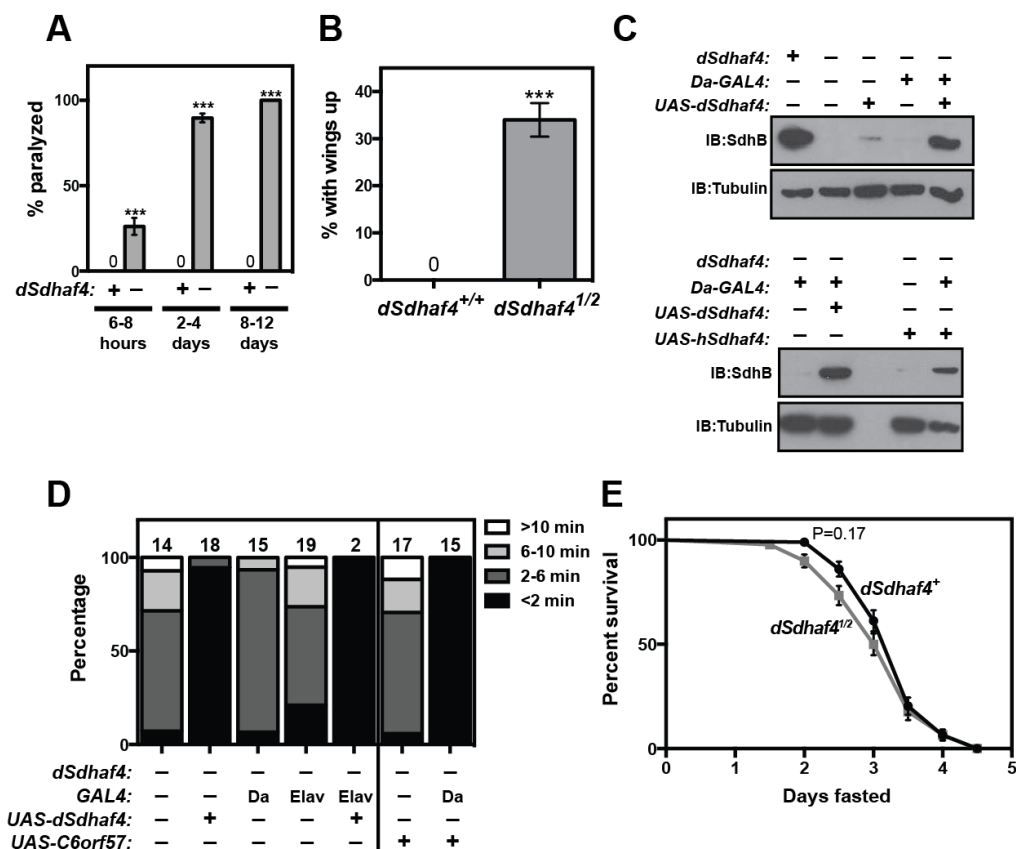 A
% paralyzed
100
50
0
0 *** 0 *** 0 ***
dSdhaf4: + – + – + –
6-8 hours
2-4 days
8-12 days
B
% with wings up
40
30
20
10
0
0 ***
dSdhaf4+/+ dSdhaf41/2
C
dSdhaf4: + – – – –
Da-GAL4: – – – + +
UAS-dSdhaf4: – – + – +
IB:SdhB
IB:Tubulin
dSdhaf4: – – – –
Da-GAL4: + + – +
UAS-dSdhaf4: – + – –
UAS-hSdhaf4: – – + +
IB:SdhB
IB:Tubulin
D
Percentage
100
50
0
14 18 15 19 2 17 15
>10 min
6-10 min
2-6 min
<2 min
dSdhaf4: – – – – – – –
GAL4: – – Da Elav Elav – Da
UAS-dSdhaf4: – + – – + – –
UAS-C6orf57: – – – – – + +
E
Percent survival
100
50
0
P=0.17
dSdhaf4+
dSdhaf41/2
0 1 2 3 4 5
Days fasted